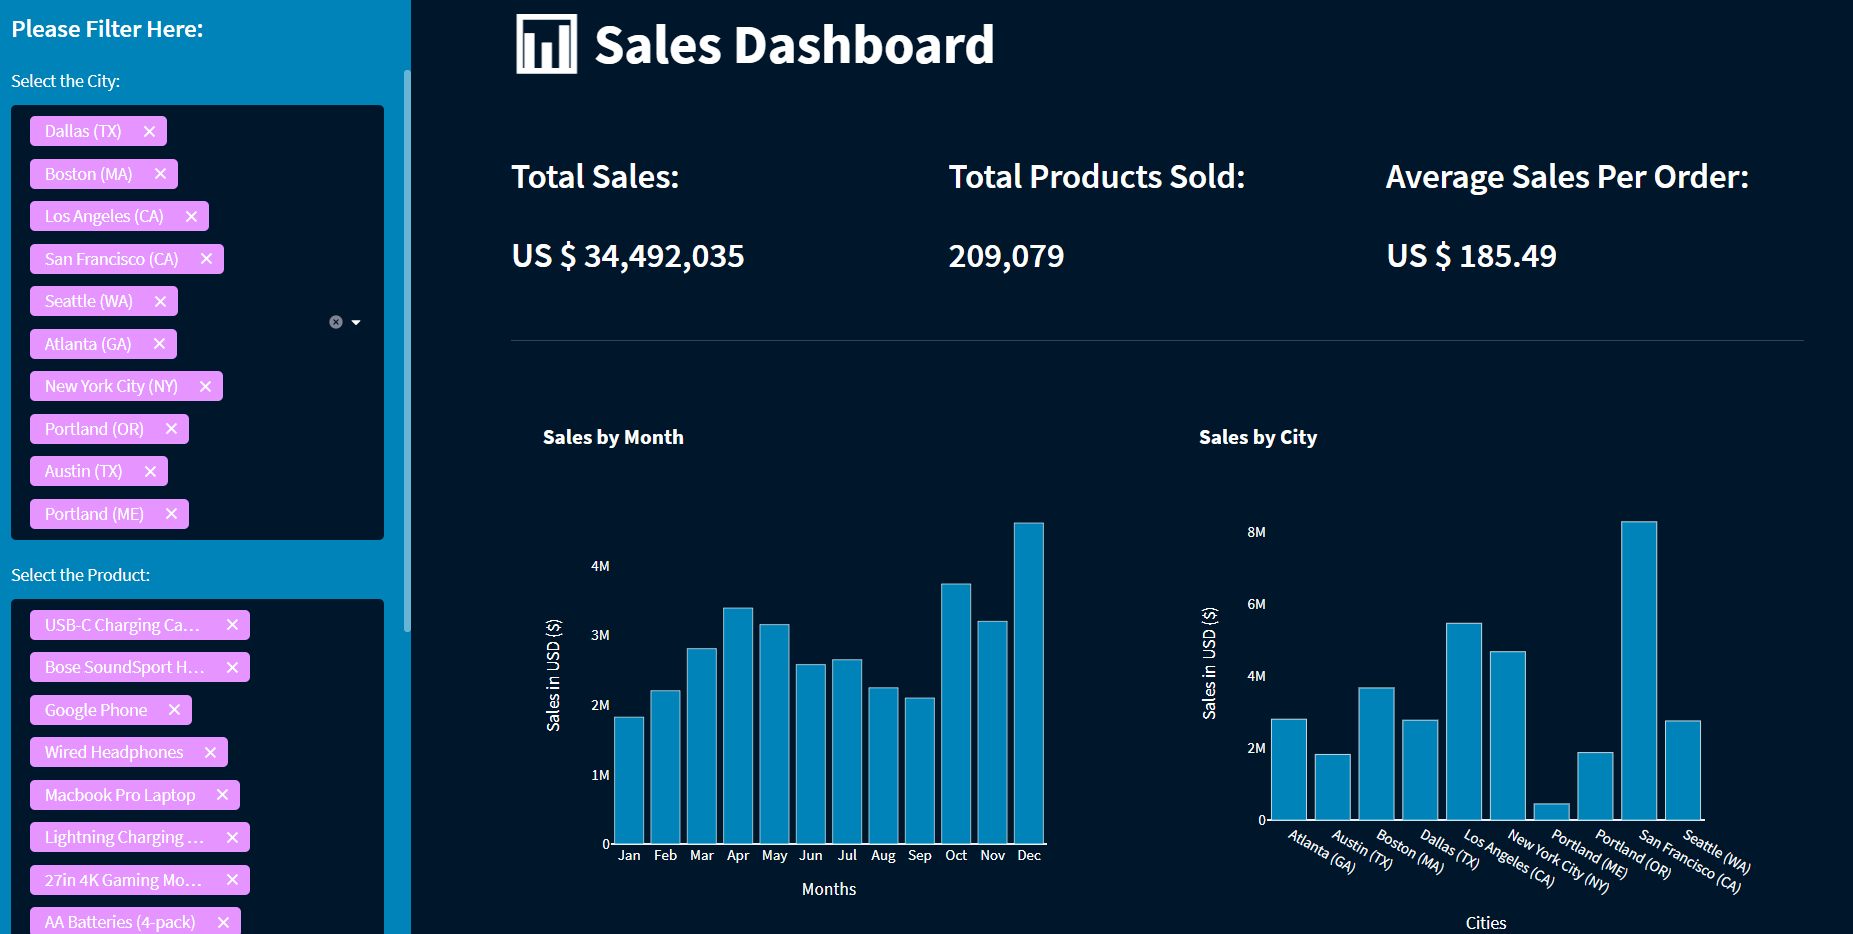 Please Filter Here:
Select the City:
Dallas (TX)
Boston (MA)
Los Angeles (CA)
San Francisco (CA)
Seattle (WA)
Atlanta (GA)
New York City (NY)
Portland (OR)
Austin (TX)
Portland (ME)
Select the Product:
USB-C Charging Ca...
Bose SoundSport H...
Google Phone
Wired Headphones
Macbook Pro Laptop
Lightning Charging ...
27in 4K Gaming Mo...
AA Batteries (4-pack)
Sales Dashboard
Total Sales:
US $ 34,492,035
Total Products Sold:
209,079
Average Sales Per Order:
US $ 185.49
Sales by Month
Sales in USD ($)
4M
3M
2M
1M
0
Jan Feb Mar Apr May Jun Jul Aug Sep Oct Nov Dec
Months
Sales by City
Sales in USD ($)
8M
6M
4M
2M
0
Atlanta (GA)
Austin (TX)
Boston (MA)
Dallas (TX)
Los Angeles (CA)
New York City (NY)
Portland (ME)
Portland (OR)
San Francisco (CA)
Seattle (WA)
Cities